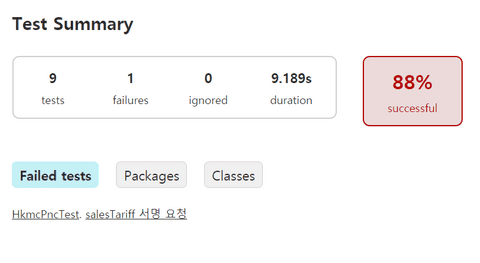 Test Summary
9 1 0 9.189s
tests failures ignored duration
88%
successful
Failed tests Packages Classes
HkmcPncTest. salesTariff 서명 요청